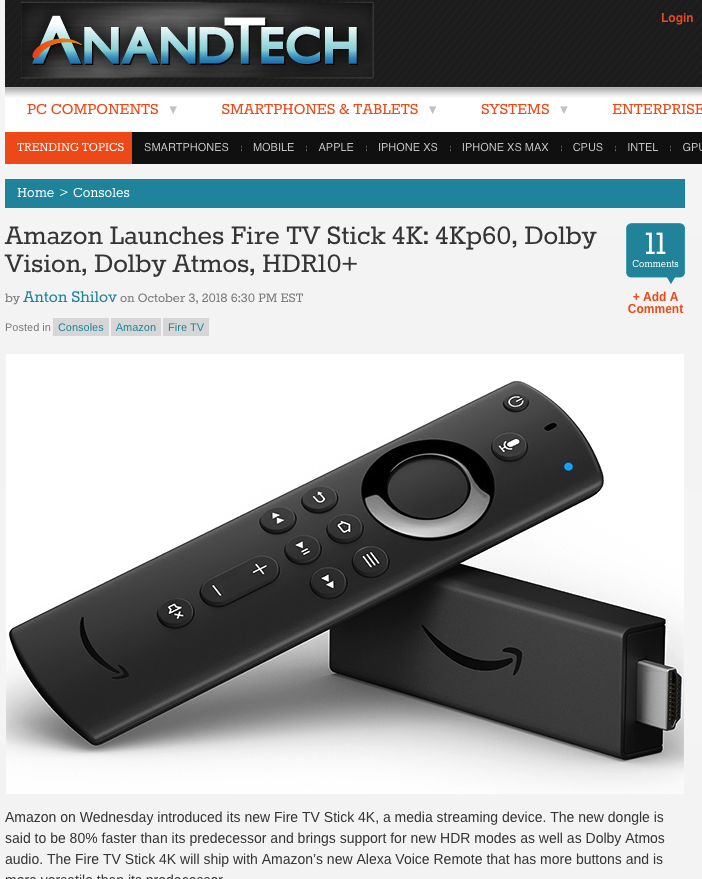 ANANDTECH
Login
PC COMPONENTS ▼ SMARTPHONES & TABLETS ▼ SYSTEMS ▼ ENTERPRISE
TRENDING TOPICS SMARTPHONES MOBILE APPLE IPHONE XS IPHONE XS MAX CPUS INTEL
Home > Consoles
Amazon Launches Fire TV Stick 4K: 4Kp60, Dolby
Vision, Dolby Atmos, HDR10+
11
Comments
by Anton Shilov on October 3, 2018 6:30 PM EST
+ Add A
Comment
Posted in Consoles Amazon Fire TV
Amazon on Wednesday introduced its new Fire TV Stick 4K, a media streaming device. The new dongle is
said to be 80% faster than its predecessor and brings support for new HDR modes as well as Dolby Atmos
audio. The Fire TV Stick 4K will ship with Amazon's new Alexa Voice Remote that has more buttons and is
more versatile than its predecessor.